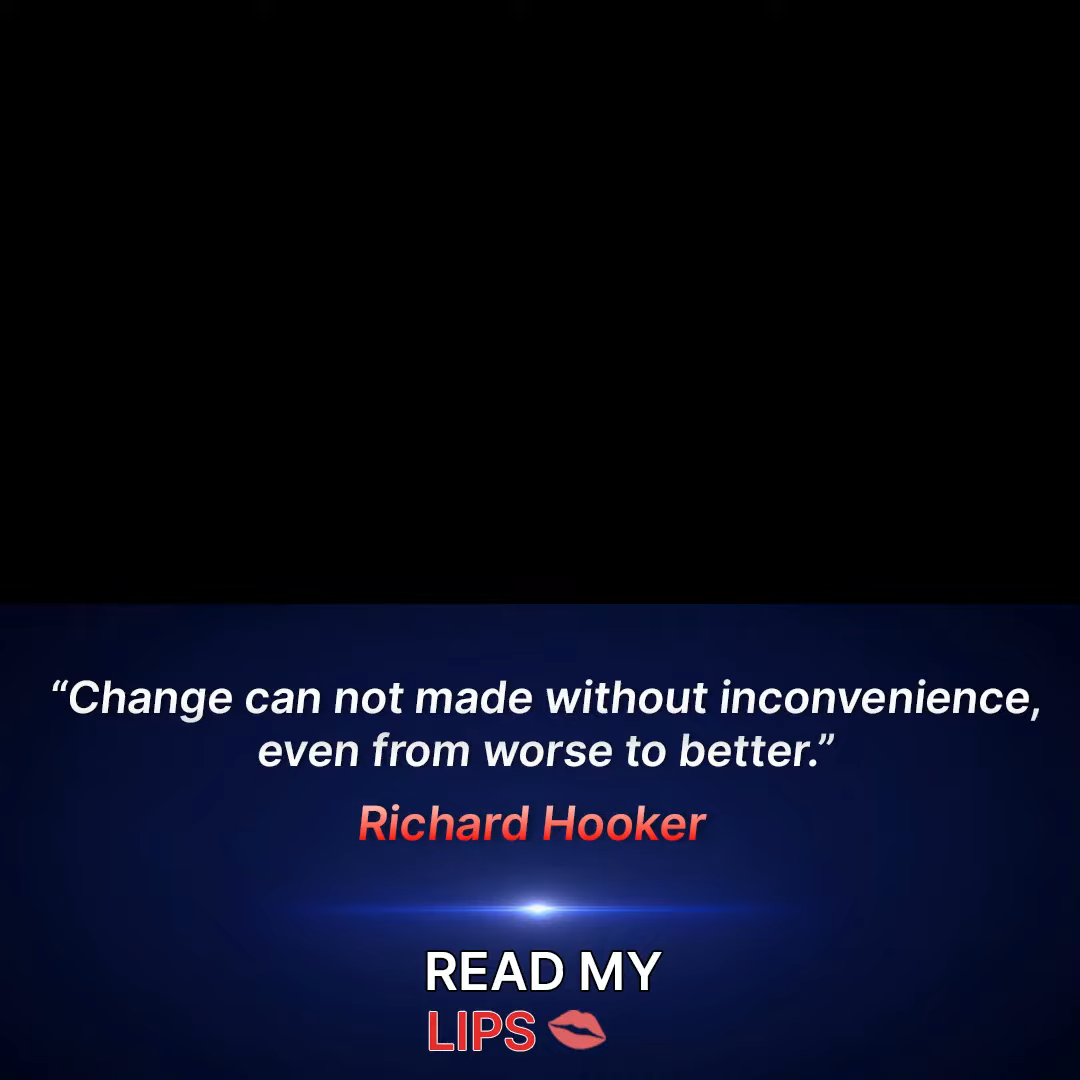 “Change can not made without inconvenience,
even from worse to better.”
Richard Hooker
READ MY
LIPS